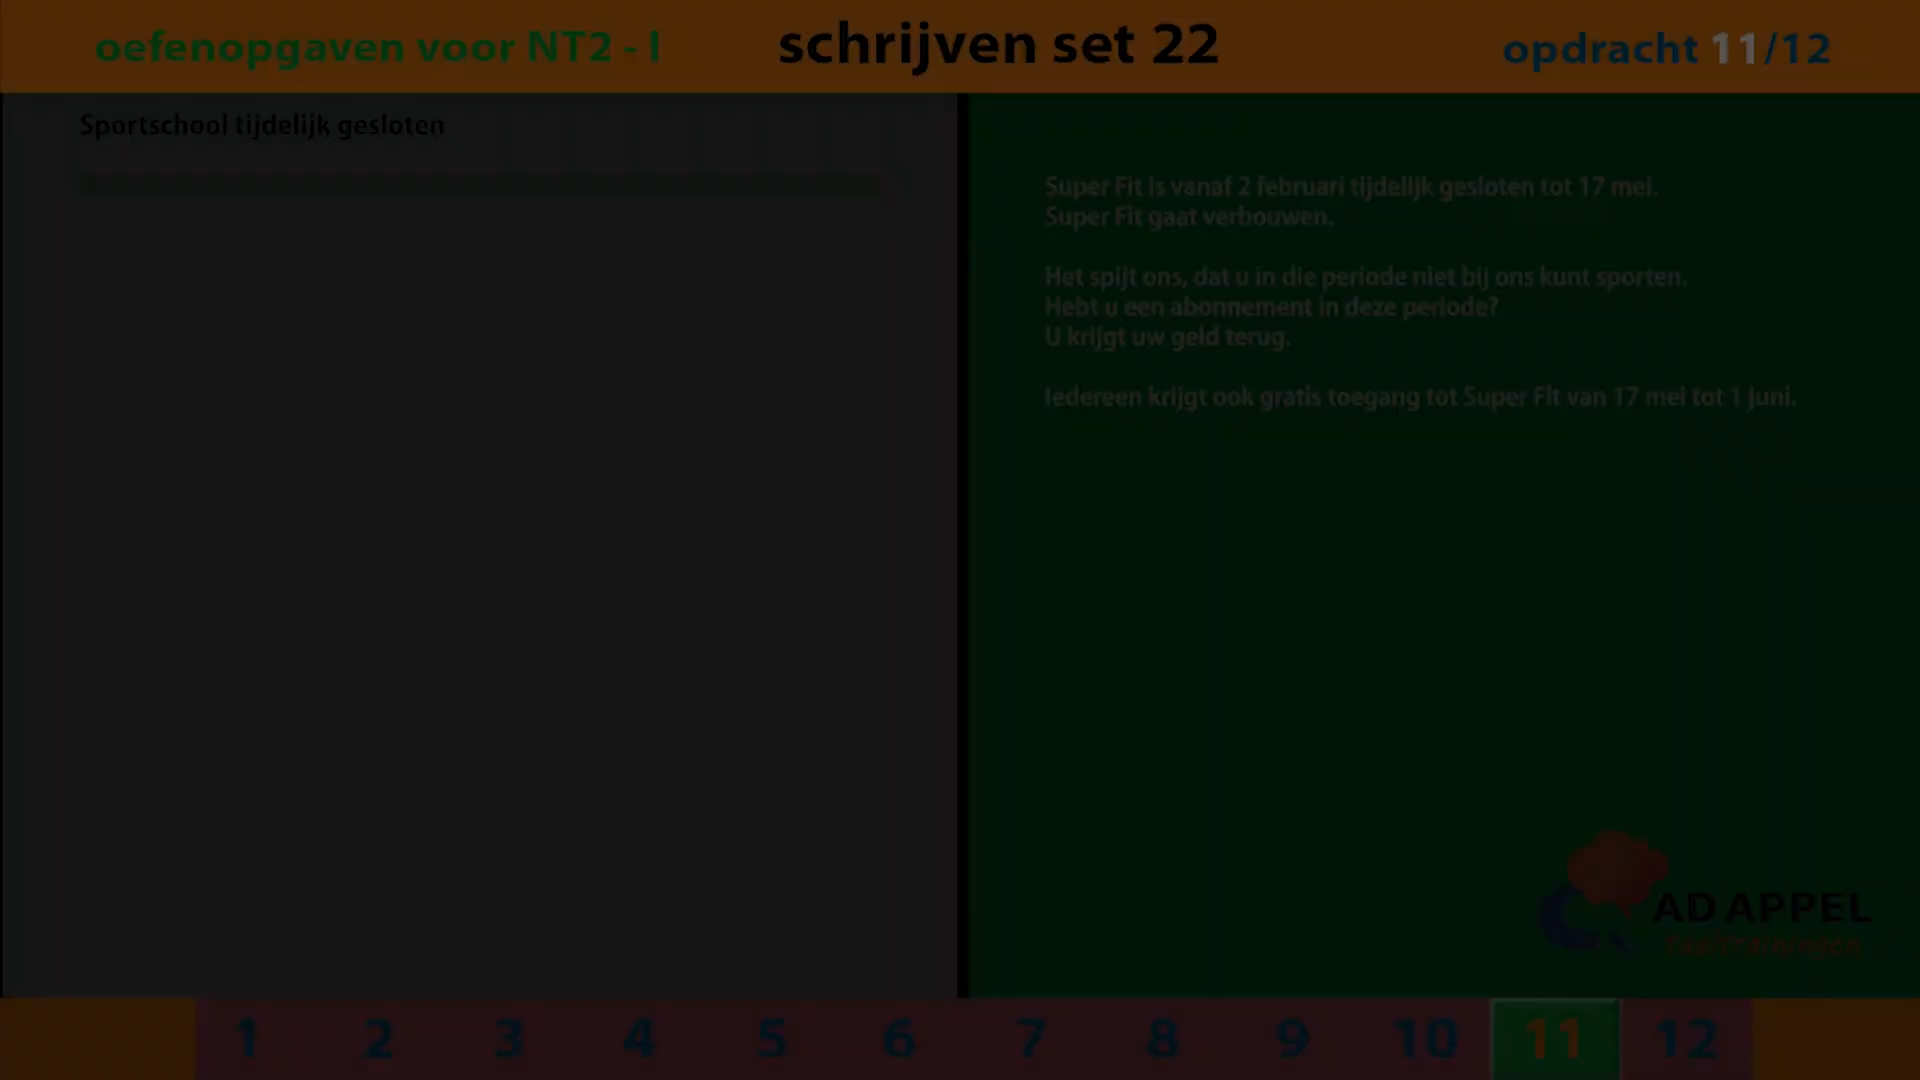 oefenopgaven voor NT2 - I
schrijven set 22
opdracht 11/12
Sportschool tijdelijk gesloten
Super Fit is vanaf 2 februari tijdelijk gesloten tot 17 mei.
Super Fit gaat verbouwen.
Het spijt ons, dat u in die periode niet bij ons kunt sporten.
Hebt u een abonnement in deze periode?
U krijgt uw geld terug.
Iedereen krijgt ook gratis toegang tot Super Fit van 17 mei tot 1 juni.
AD APPEL
taaltrainingen
1 2 3 4 5 6 7 8 9 10 11 12